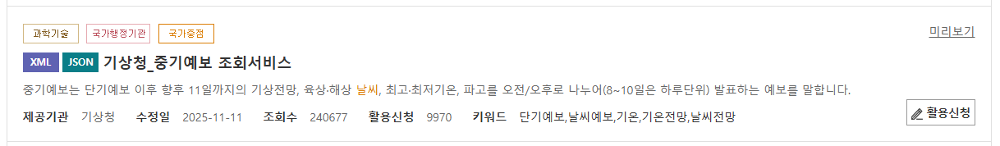 과학기술 국가행정기관 국가중점 미리보기
XML JSON 기상청_중기예보 조회서비스
중기예보는 단기예보 이후 향후 11일까지의 기상전망, 육상·해상 날씨, 최고·최저기온, 파고를 오전/오후로 나누어(8~10일은 하루단위) 발표하는 예보를 말합니다.
제공기관 기상청 수정일 2025-11-11 조회수 240677 활용신청 9970 키워드 단기예보,날씨예보,기온,기온전망,날씨전망 활용신청